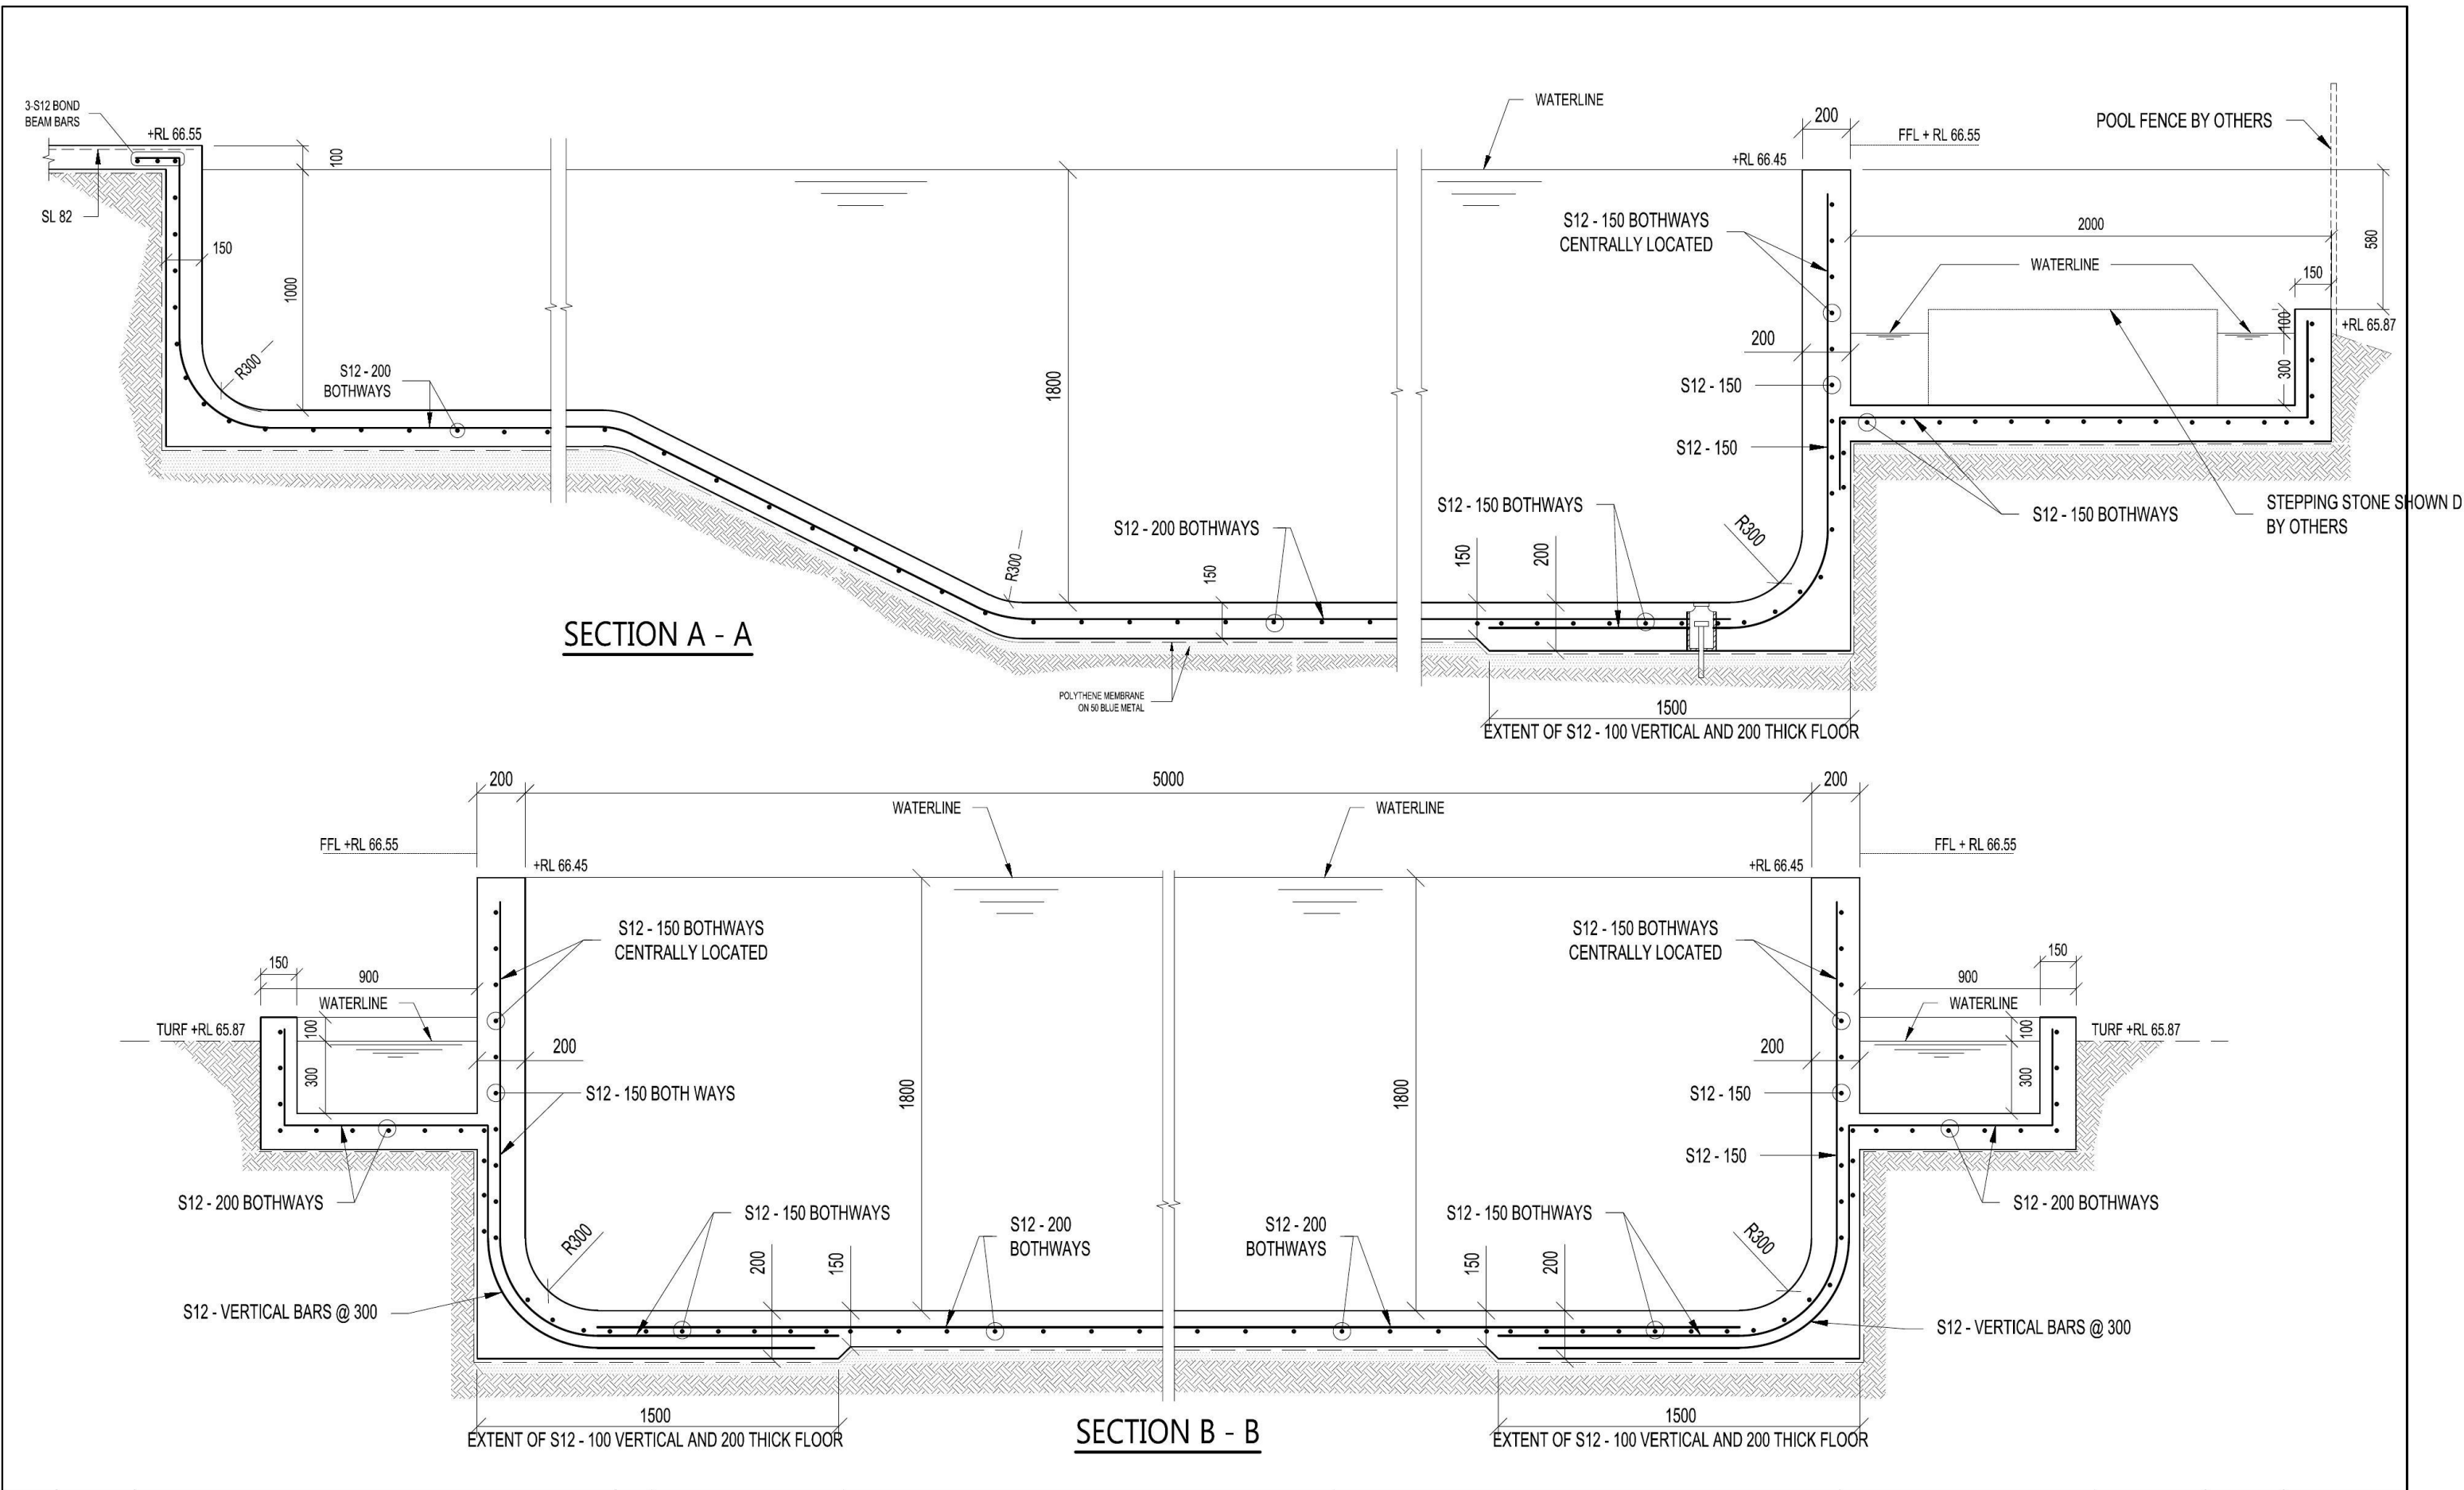 WATERLINE
200
POOL FENCE BY OTHERS
3-S12 BOND
BEAM BARS
+RL 66.55
100
FFL + RL 66.55
+RL 66.45
SL 82
S12 - 150 BOTHWAYS
CENTRALLY LOCATED
2000
580
150
1000
WATERLINE
150
100
+RL 65.87
200
R300
S12 - 200
BOTHWAYS
1800
S12 - 150
300
S12 - 150
S12 - 150 BOTHWAYS
S12 - 200 BOTHWAYS
R300
S12 - 150 BOTHWAYS
STEPPING STONE SHOWN D
BY OTHERS
R300
150
150
200
SECTION A - A
POLYTHENE MEMBRANE
ON 50 BLUE METAL
1500
EXTENT OF S12 - 100 VERTICAL AND 200 THICK FLOOR
200
5000
200
WATERLINE
WATERLINE
FFL +RL 66.55
FFL + RL 66.55
+RL 66.45
+RL 66.45
S12 - 150 BOTHWAYS
CENTRALLY LOCATED
S12 - 150 BOTHWAYS
CENTRALLY LOCATED
150
900
150
900
WATERLINE
WATERLINE
TURF +RL 65.87
100
100
TURF +RL 65.87
200
200
300
300
S12 - 150 BOTH WAYS
1800
1800
S12 - 150
S12 - 150
S12 - 200 BOTHWAYS
S12 - 150 BOTHWAYS
S12 - 200
BOTHWAYS
S12 - 200
BOTHWAYS
S12 - 150 BOTHWAYS
S12 - 200 BOTHWAYS
R300
R300
200
150
150
200
S12 - VERTICAL BARS @ 300
S12 - VERTICAL BARS @ 300
1500
EXTENT OF S12 - 100 VERTICAL AND 200 THICK FLOOR
SECTION B - B
1500
EXTENT OF S12 - 100 VERTICAL AND 200 THICK FLOOR